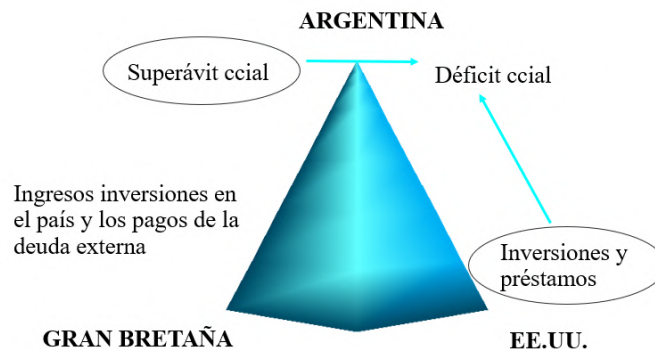 ARGENTINA
Superávit ccial
Déficit ccial
Ingresos inversiones en
el país y los pagos de la
deuda externa
Inversiones y
préstamos
GRAN BRETAÑA
EE.UU.